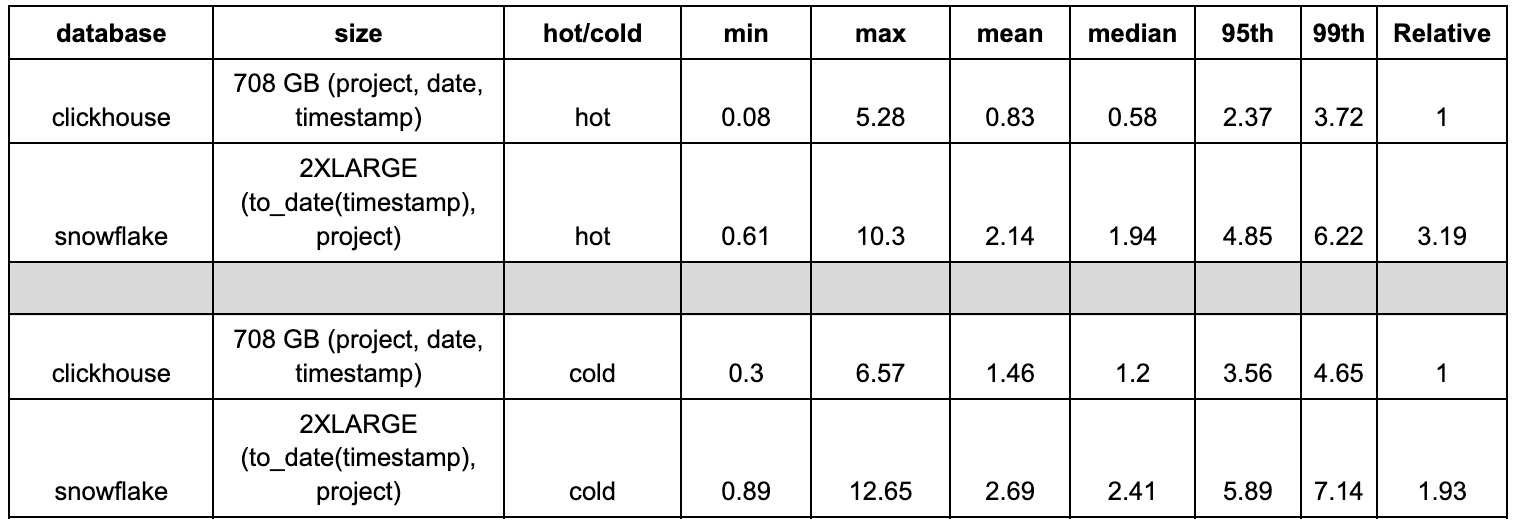 database size hot/cold min max mean median 95th 99th Relative
708 GB (project, date,
clickhouse timestamp) hot 0.08 5.28 0.83 0.58 2.37 3.72 1
2XLARGE
(to_date(timestamp),
snowflake project) hot 0.61 10.3 2.14 1.94 4.85 6.22 3.19
708 GB (project, date,
clickhouse timestamp) cold 0.3 6.57 1.46 1.2 3.56 4.65 1
2XLARGE
(to_date(timestamp),
snowflake project) cold 0.89 12.65 2.69 2.41 5.89 7.14 1.93